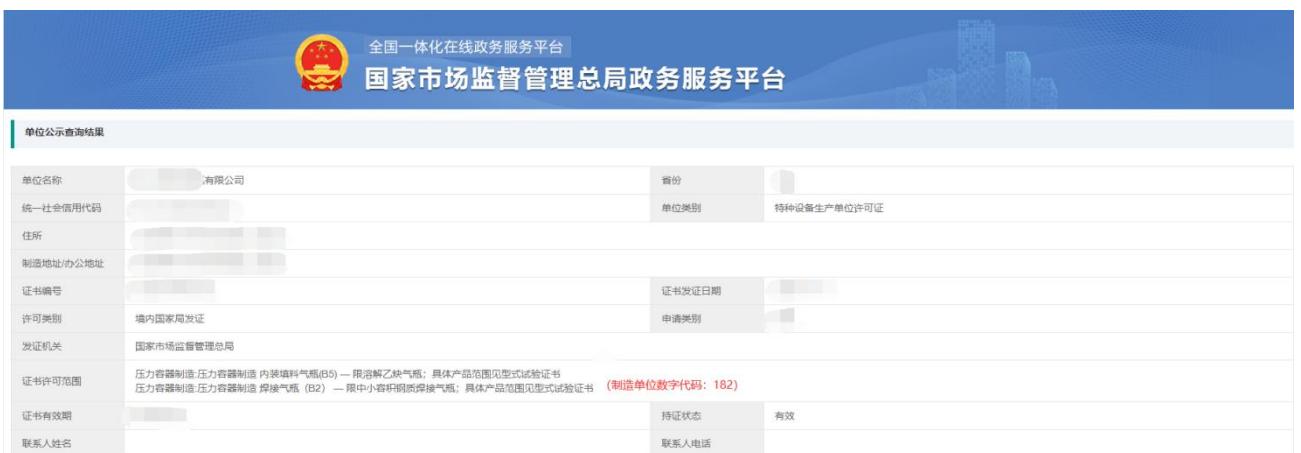 全国一体化在线政务服务平台
国家市场监督管理总局政务服务平台
单位公示查询结果
单位名称 有限公司 省份
统一社会信用代码 单位类别 特种设备生产单位许可证
住所
制造地址/办公地址
证书编号 证书发证日期
许可类别 境内国家局发证 申请类别
发证机关 国家市场监督管理总局
证书许可范围 压力容器制造:压力容器制造 内装填料气瓶(B5) — 限溶解乙炔气瓶；具体产品范围见型式试验证书
压力容器制造:压力容器制造 焊接气瓶（B2） — 限中小容积钢质焊接气瓶；具体产品范围见型式试验证书 (制造单位数字代码：182)
证书有效期 持证状态 有效
联系人姓名 联系人电话